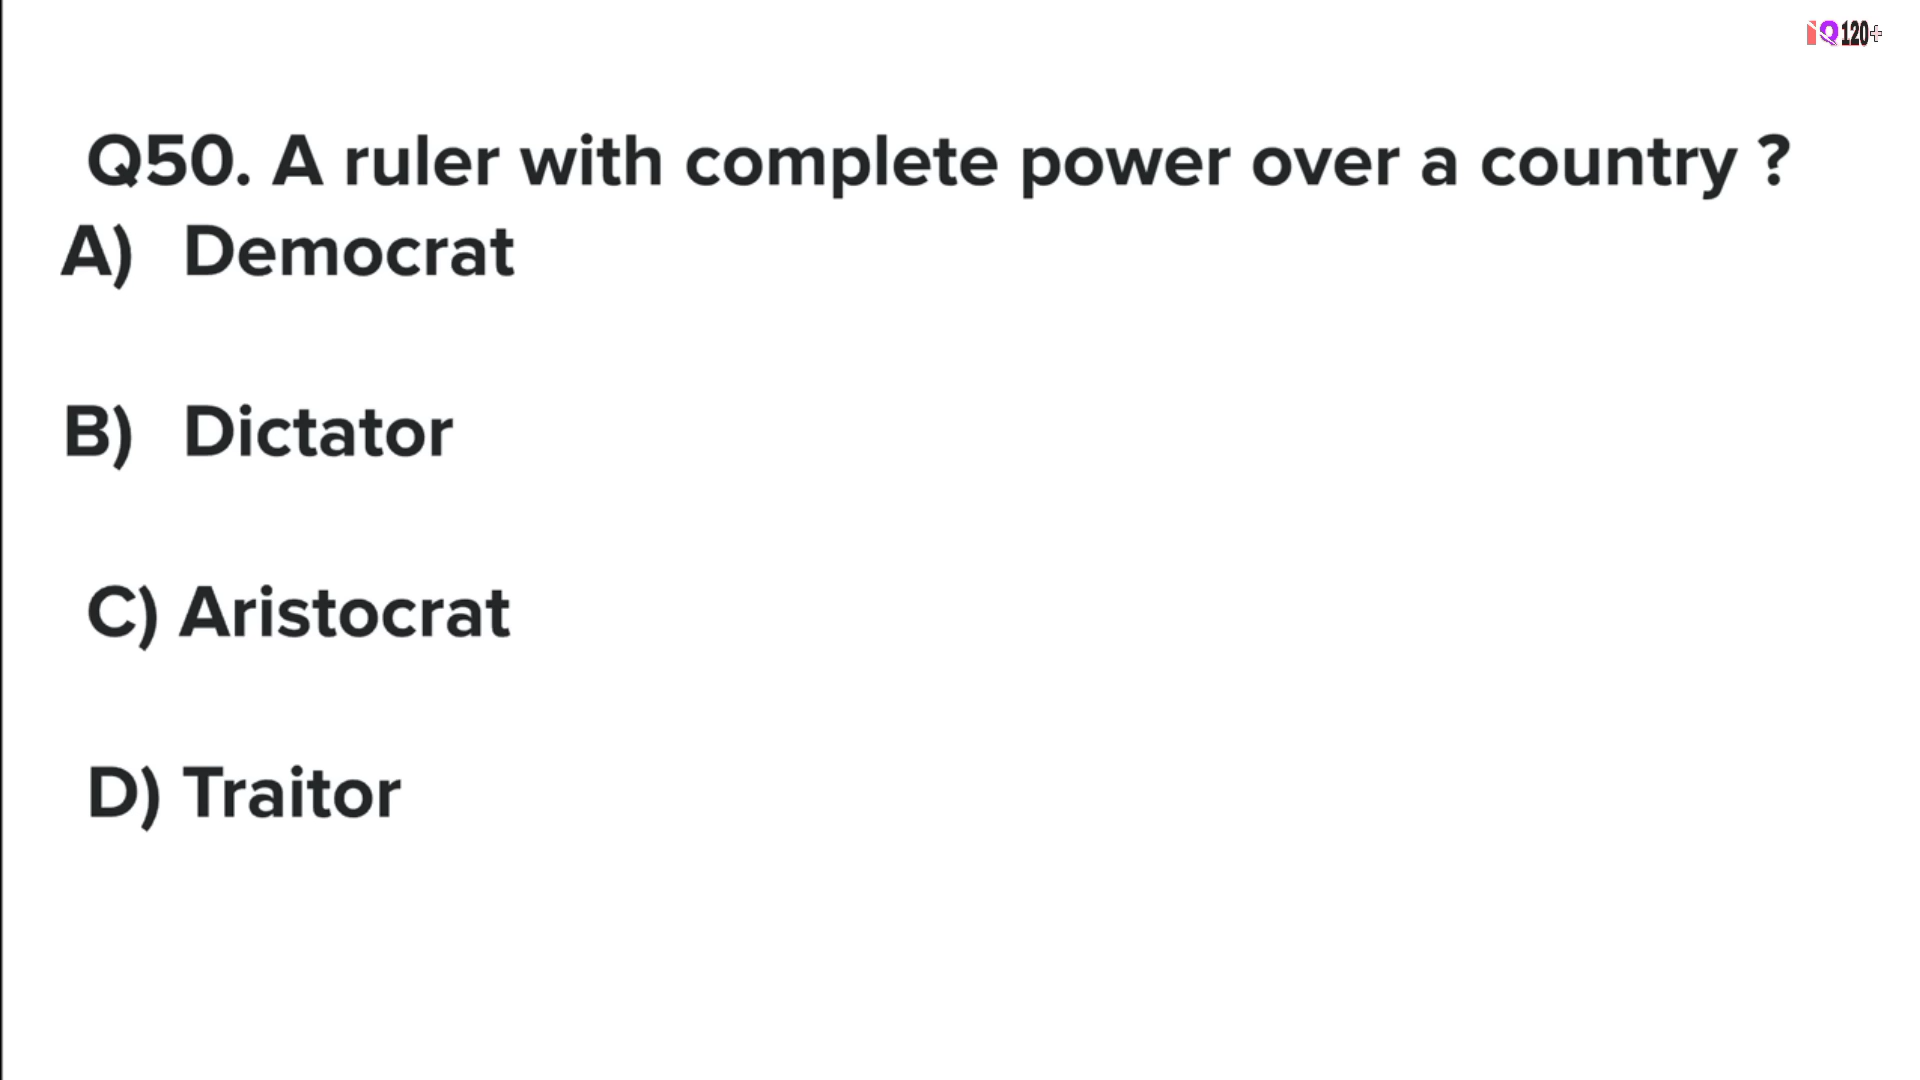 iQ120+
Q50. A ruler with complete power over a country ?
A) Democrat
B) Dictator
C) Aristocrat
D) Traitor